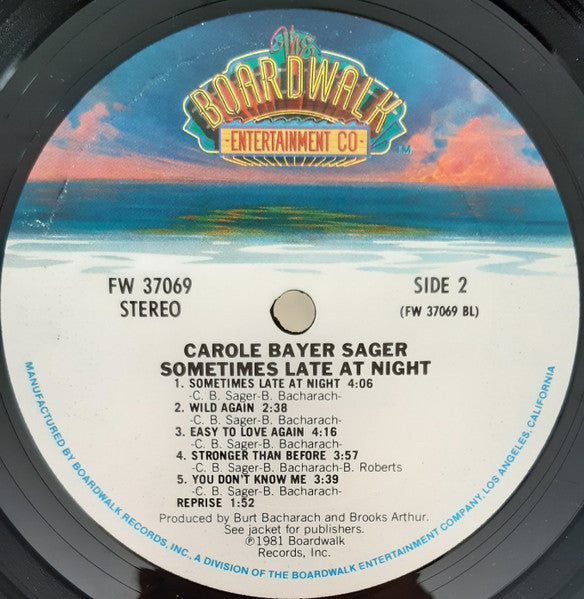 The
BOARDWALK
-ENTERTAINMENT CO-
TM
FW 37069
STEREO
SIDE 2
(FW 37069 BL)
CAROLE BAYER SAGER
SOMETIMES LATE AT NIGHT
1. SOMETIMES LATE AT NIGHT 4:06
-C. B. Sager-B. Bacharach-
2. WILD AGAIN 2:38
-C. B. Sager-B. Bacharach-
3. EASY TO LOVE AGAIN 4:16
-C. B. Sager-B. Bacharach-
4. STRONGER THAN BEFORE 3:57
-C. B. Sager-B. Bacharach-B. Roberts
5. YOU DON'T KNOW ME 3:39
-C. B. Sager-B. Bacharach-
REPRISE 1:52
Produced by Burt Bacharach and Brooks Arthur.
See jacket for publishers.
℗1981 Boardwalk
Records, Inc.
MANUFACTURED BY BOARDWALK RECORDS, INC., A DIVISION OF THE BOARDWALK ENTERTAINMENT COMPANY, LOS ANGELES, CALIFORNIA